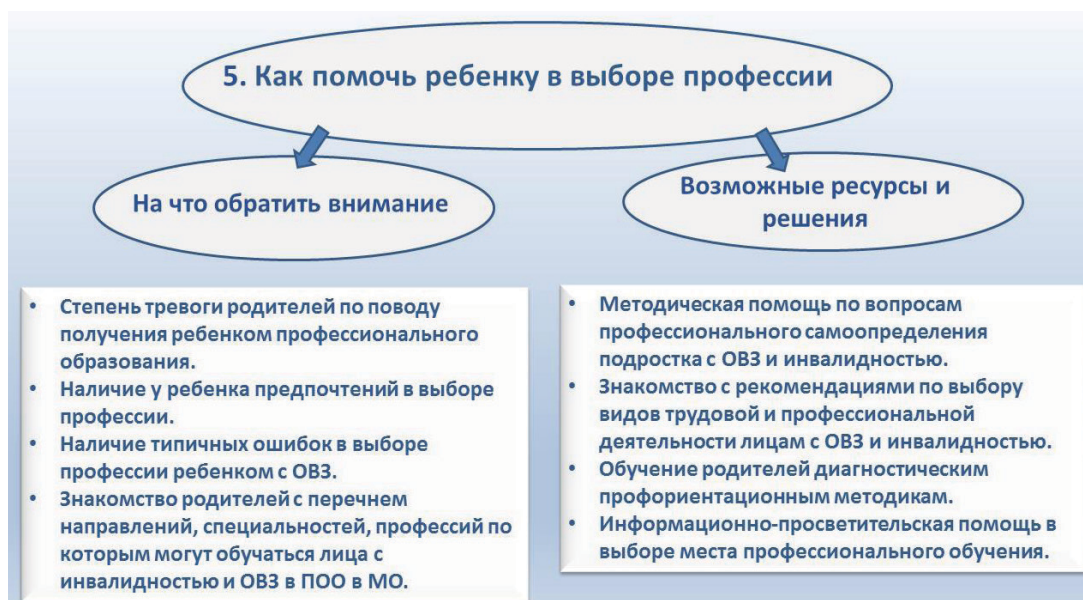 5. Как помочь ребенку в выборе профессии
На что обратить внимание
Возможные ресурсы и
решения
• Степень тревоги родителей по поводу
получения ребенком профессионального
образования.
• Наличие у ребенка предпочтений в выборе
профессии.
• Наличие типичных ошибок в выборе
профессии ребенком с ОВЗ.
• Знакомство родителей с перечнем
направлений, специальностей, профессий по
которым могут обучаться лица с
инвалидностью и ОВЗ в ПОО в МО.
• Методическая помощь по вопросам
профессионального самоопределения
подростка с ОВЗ и инвалидностью.
• Знакомство с рекомендациями по выбору
видов трудовой и профессиональной
деятельности лицам с ОВЗ и инвалидностью.
• Обучение родителей диагностическим
профориентационным методикам.
• Информационно-просветительская помощь в
выборе места профессионального обучения.